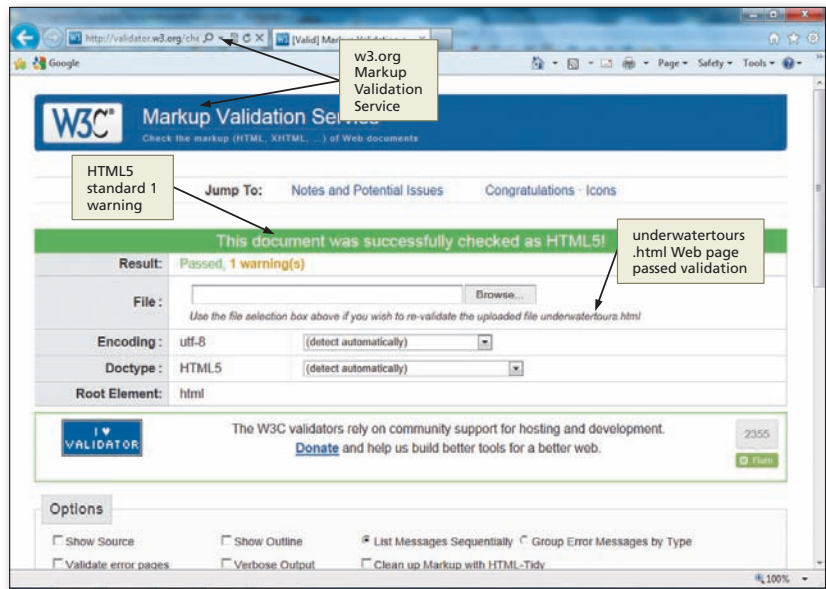 http://validator.w3.org/che
[Valid] Mar
Google
Page Safety Tools
w3.org
Markup
Validation
Service
W3C Markup Validation Se
Check the markup (HTML, XHTML, ...) of Web documents
HTML5
standard 1
warning
Jump To: Notes and Potential Issues Congratulations · Icons
This document was successfully checked as HTML5!
underwatertours
.html Web page
passed validation
Result: Passed, 1 warning(s)
File : Browse...
Use the file selection box above if you wish to re-validate the uploaded file underwatertours.html
Encoding : utf-8 (detect automatically)
Doctype : HTML5 (detect automatically)
Root Element: html
I ♥
VALIDATOR
The W3C validators rely on community support for hosting and development.
Donate and help us build better tools for a better web.
2355
Flattr
Options
Show Source Show Outline List Messages Sequentially Group Error Messages by Type
Validate error pages Verbose Output Clean up Markup with HTML-Tidy
100%